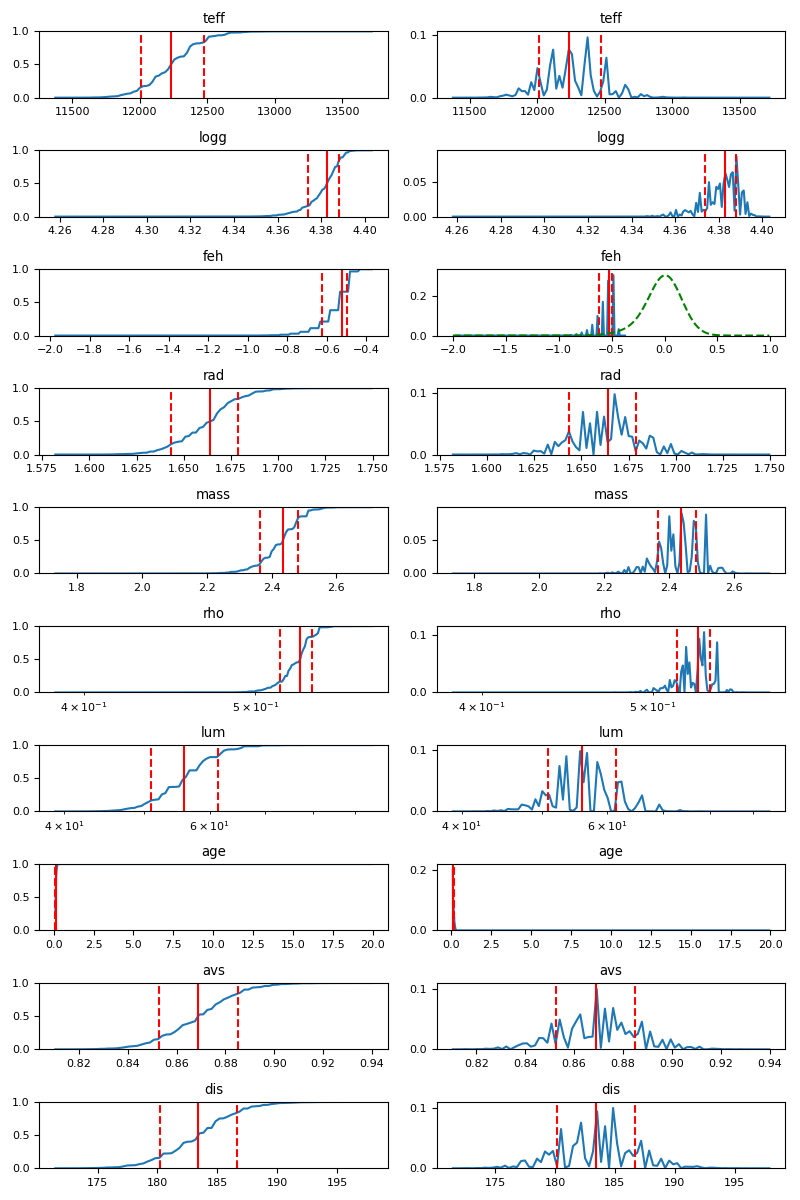 teff teff
1.0 0.1
0.5
0.0 0.0
11500 12000 12500 13000 13500 11500 12000 12500 13000 13500
logg logg
1.0
0.5 0.05
0.0 0.00
4.26 4.28 4.30 4.32 4.34 4.36 4.38 4.40 4.26 4.28 4.30 4.32 4.34 4.36 4.38 4.40
feh feh
1.0
0.5 0.2
0.0 0.0
−2.0 −1.8 −1.6 −1.4 −1.2 −1.0 −0.8 −0.6 −0.4 −2.0 −1.5 −1.0 −0.5 0.0 0.5 1.0
rad rad
1.0 0.1
0.5
0.0 0.0
1.575 1.600 1.625 1.650 1.675 1.700 1.725 1.750 1.575 1.600 1.625 1.650 1.675 1.700 1.725 1.750
mass mass
1.0
0.5 0.05
0.0 0.00
1.8 2.0 2.2 2.4 2.6 1.8 2.0 2.2 2.4 2.6
rho rho
1.0 0.1
0.5
0.0 0.0
4 × 10⁻¹ 5 × 10⁻¹ 4 × 10⁻¹ 5 × 10⁻¹
lum lum
1.0 0.1
0.5
0.0 0.0
4 × 10¹ 6 × 10¹ 4 × 10¹ 6 × 10¹
age age
1.0 0.2
0.5
0.0 0.0
0.0 2.5 5.0 7.5 10.0 12.5 15.0 17.5 20.0 0.0 2.5 5.0 7.5 10.0 12.5 15.0 17.5 20.0
avs avs
1.0 0.1
0.5
0.0 0.0
0.82 0.84 0.86 0.88 0.90 0.92 0.94 0.82 0.84 0.86 0.88 0.90 0.92 0.94
dis dis
1.0 0.1
0.5
0.0 0.0
175 180 185 190 195 175 180 185 190 195